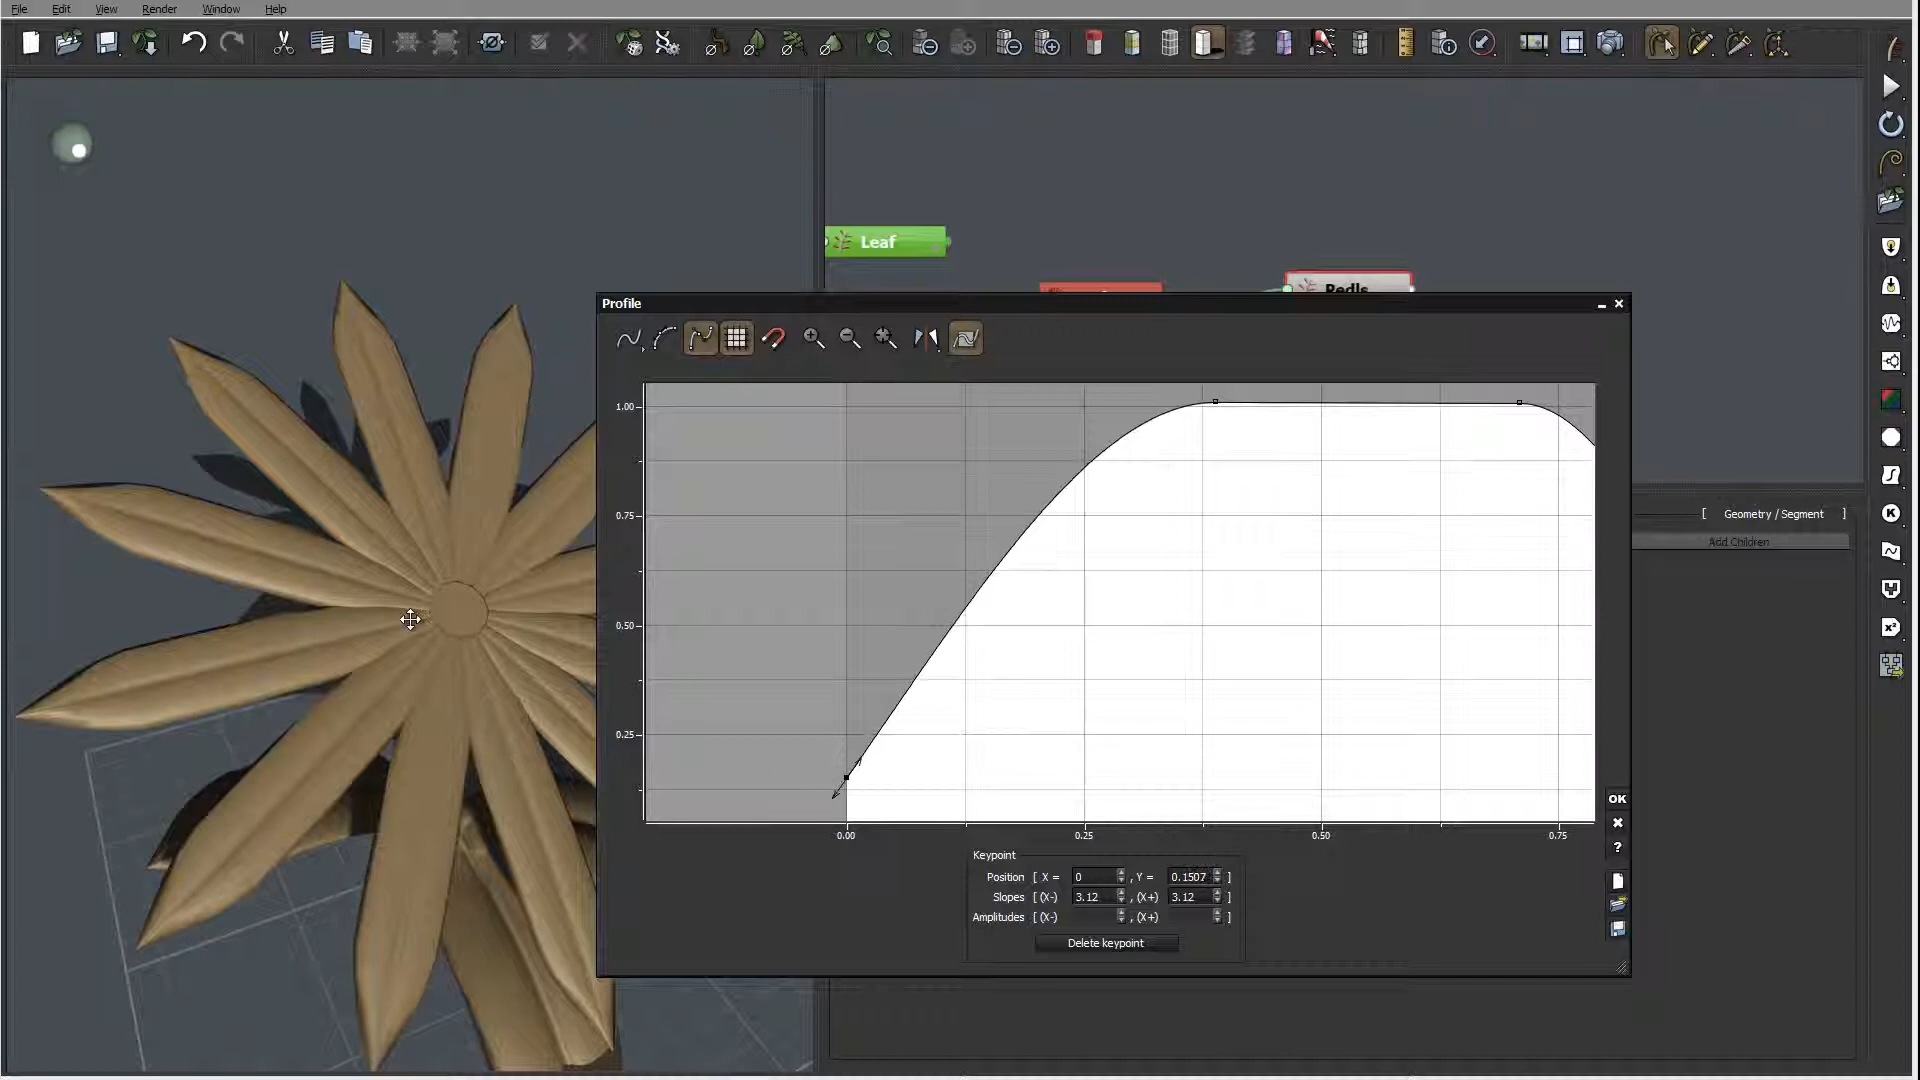 File Edit View Render Window Help
Leaf
Pedls
Profile
1.00
0.75
0.50
0.25
0.00 0.25 0.50 0.75
[ Geometry / Segment ]
Add Children
OK
?
Keypoint
Position [ X = 0 , Y = 0.1507 ]
Slopes [ (X-) 3.12 , (X+) 3.12 ]
Amplitudes [ (X-) , (X+) ]
Delete keypoint
K
x²